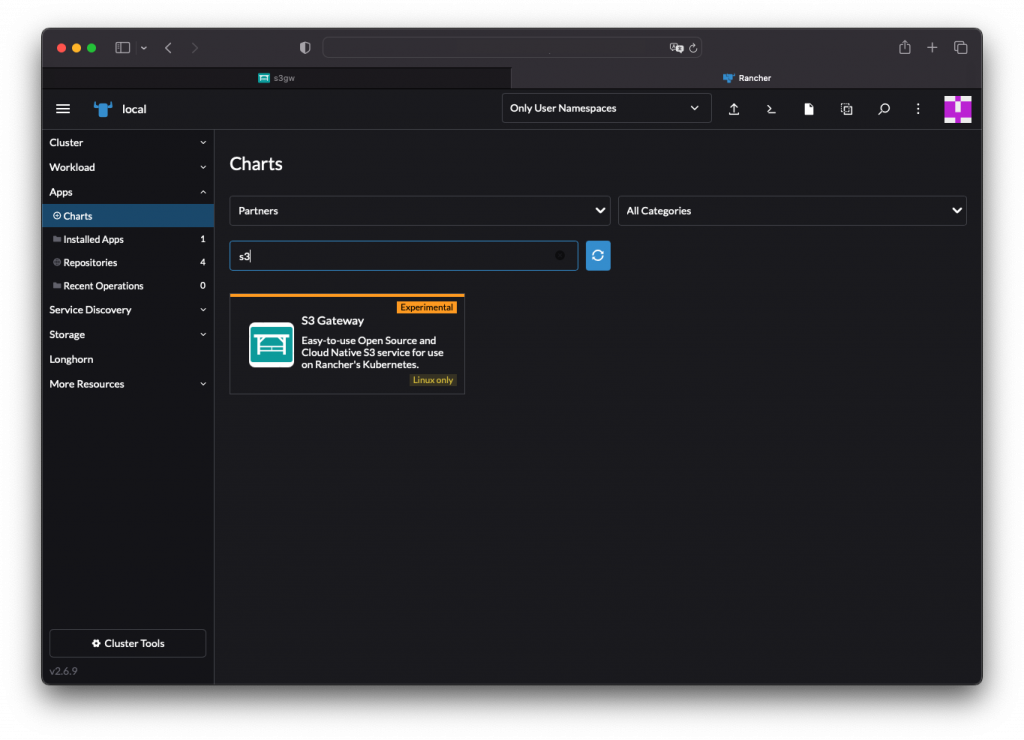 s3gw
Rancher
local
Only User Namespaces
Cluster
Workload
Apps
Charts
Installed Apps 1
Repositories 4
Recent Operations 0
Service Discovery
Storage
Longhorn
More Resources
Cluster Tools
v2.6.9
Charts
Partners
All Categories
s3
Experimental
S3 Gateway
Easy-to-use Open Source and
Cloud Native S3 service for use
on Rancher's Kubernetes.
Linux only